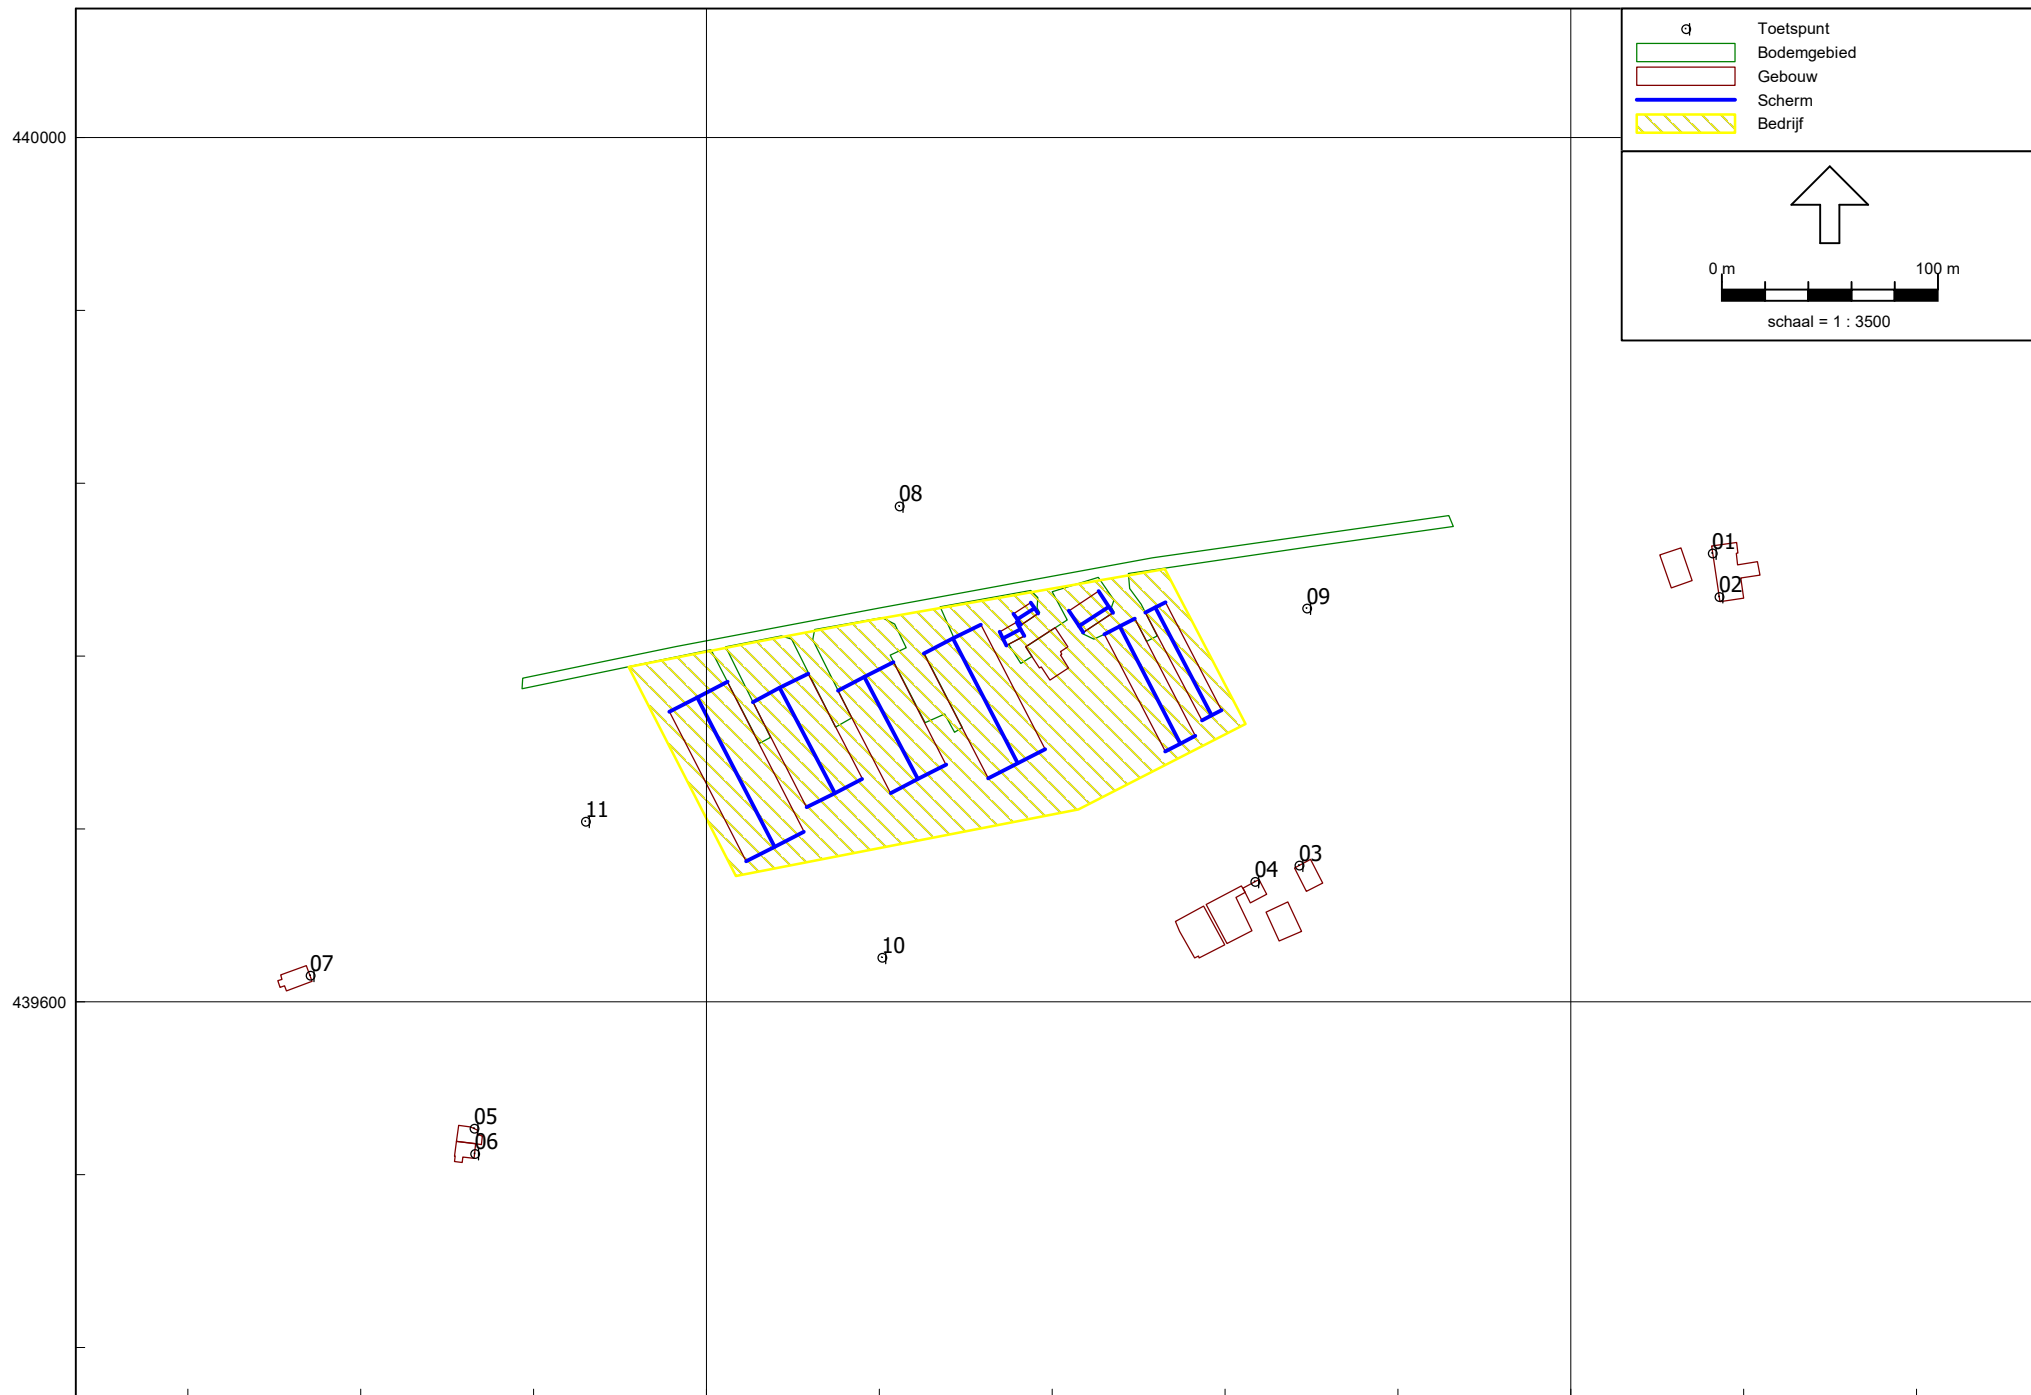 Toetspunt
Bodemgebied
Gebouw
Scherm
Bedrijf
440000
0 m 100 m
schaal = 1 : 3500
08
01
02
09
11
03
04
10
07
439600
05
06